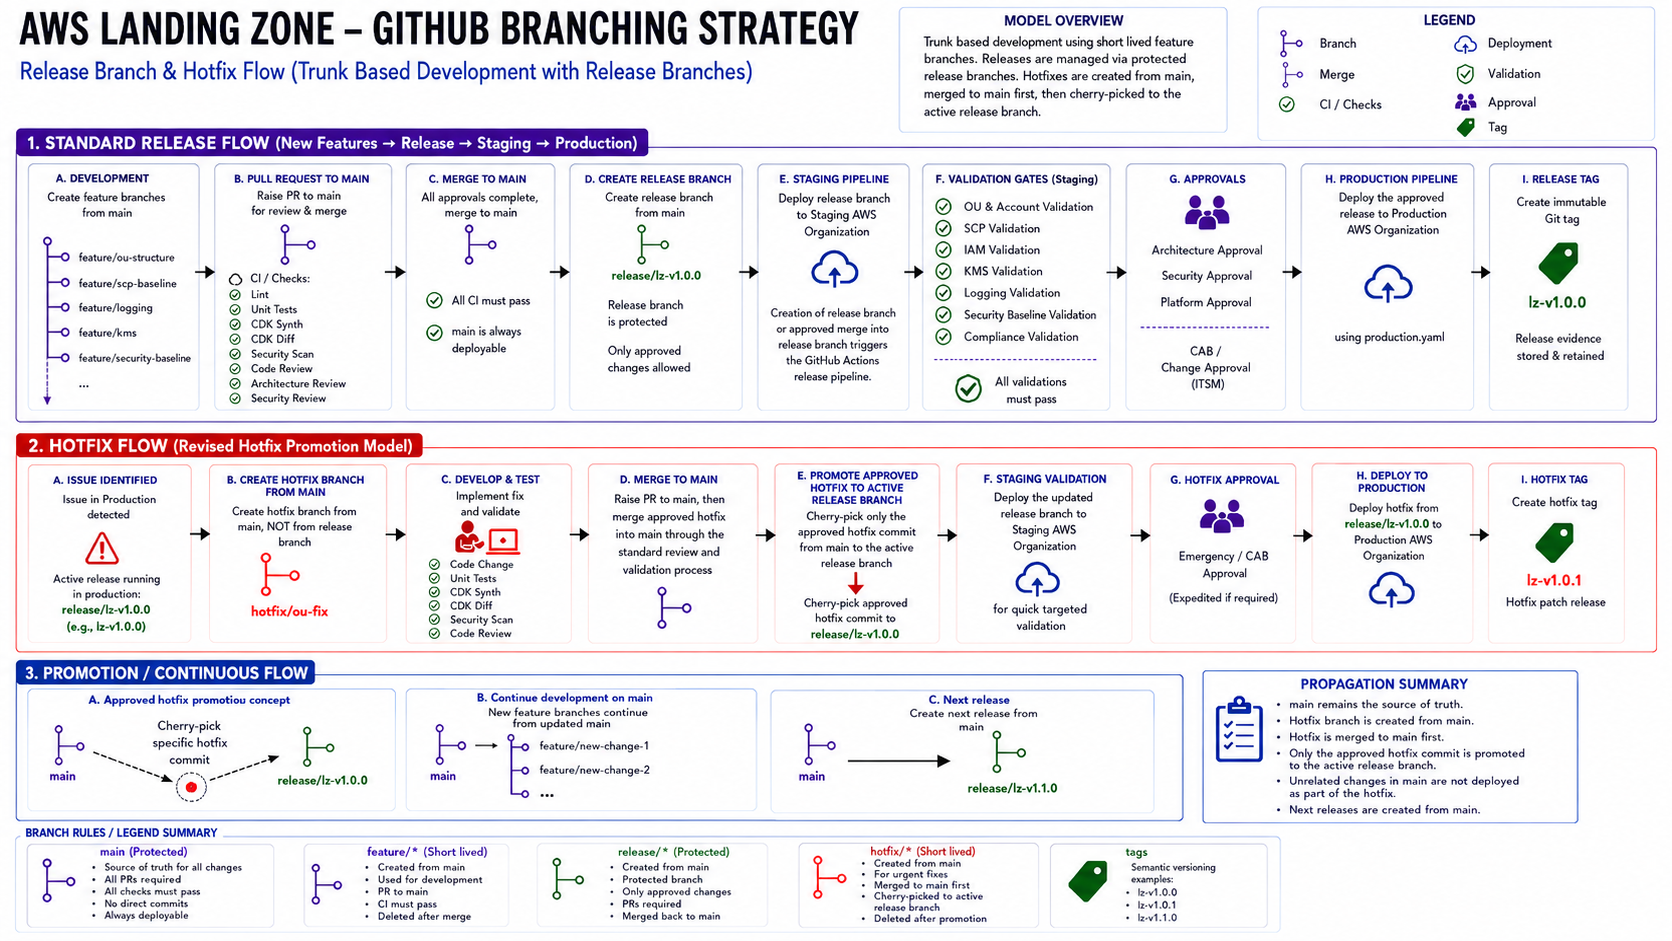 AWS LANDING ZONE – GITHUB BRANCHING STRATEGY
Release Branch & Hotfix Flow (Trunk Based Development with Release Branches)
MODEL OVERVIEW
Trunk based development using short lived feature
branches. Releases are managed via protected
release branches. Hotfixes are created from main,
merged to main first, then cherry-picked to the
active release branch.
LEGEND
Branch
Merge
CI / Checks
Deployment
Validation
Approval
Tag
1. STANDARD RELEASE FLOW (New Features → Release → Staging → Production)
A. DEVELOPMENT
Create feature branches
from main
feature/ou-structure
feature/scp-baseline
feature/logging
feature/kms
feature/security-baseline
...
B. PULL REQUEST TO MAIN
Raise PR to main
for review & merge
CI / Checks:
Lint
Unit Tests
CDK Synth
CDK Diff
Security Scan
Code Review
Architecture Review
Security Review
C. MERGE TO MAIN
All approvals complete,
merge to main
All CI must pass
main is always
deployable
D. CREATE RELEASE BRANCH
Create release branch
from main
release/lz-v1.0.0
Release branch
is protected
Only approved
changes allowed
E. STAGING PIPELINE
Deploy release branch
to Staging AWS
Organization
Creation of release branch
or approved merge into
release branch triggers
the GitHub Actions
release pipeline.
F. VALIDATION GATES (Staging)
OU & Account Validation
SCP Validation
IAM Validation
KMS Validation
Logging Validation
Security Baseline Validation
Compliance Validation
All validations
must pass
G. APPROVALS
Architecture Approval
Security Approval
Platform Approval
CAB /
Change Approval
(ITSM)
H. PRODUCTION PIPELINE
Deploy the approved
release to Production
AWS Organization
using production.yaml
I. RELEASE TAG
Create immutable
Git tag
lz-v1.0.0
Release evidence
stored & retained
2. HOTFIX FLOW (Revised Hotfix Promotion Model)
A. ISSUE IDENTIFIED
Issue in Production
detected
Active release running
in production:
release/lz-v1.0.0
(e.g., lz-v1.0.0)
B. CREATE HOTFIX BRANCH
FROM MAIN
Create hotfix branch from
main, NOT from release
branch
hotfix/ou-fix
C. DEVELOP & TEST
Implement fix
and validate
Code Change
Unit Tests
CDK Synth
CDK Diff
Security Scan
Code Review
D. MERGE TO MAIN
Raise PR to main, then
merge approved hotfix
into main through the
standard review and
validation process
E. PROMOTE APPROVED
HOTFIX TO ACTIVE
RELEASE BRANCH
Cherry-pick only the
approved hotfix commit
from main to the active
release branch
Cherry-pick approved
hotfix commit to
release/lz-v1.0.0
F. STAGING VALIDATION
Deploy the updated
release branch to
Staging AWS
Organization
for quick targeted
validation
G. HOTFIX APPROVAL
Emergency / CAB
Approval
(Expedited if required)
H. DEPLOY TO
PRODUCTION
Deploy hotfix from
release/lz-v1.0.0 to
Production AWS
Organization
I. HOTFIX TAG
Create hotfix tag
lz-v1.0.1
Hotfix patch release
3. PROMOTION / CONTINUOUS FLOW
A. Approved hotfix promotiou concept
main
Cherry-pick
specific hotfix
commit
release/lz-v1.0.0
B. Continue development on main
New feature branches continue
from updated main
main
feature/new-change-1
feature/new-change-2
...
C. Next release
Create next release from
main
main
release/lz-v1.1.0
PROPAGATION SUMMARY
• main remains the source of truth.
• Hotfix branch is created from main.
• Hotfix is merged to main first.
• Only the approved hotfix commit is promoted
to the active release branch.
• Unrelated changes in main are not deployed
as part of the hotfix.
• Next releases are created from main.
BRANCH RULES / LEGEND SUMMARY
main (Protected)
• Source of truth for all changes
• All PRs required
• All checks must pass
• No direct commits
• Always deployable
feature/* (Short lived)
• Created from main
• Used for development
• PR to main
• CI must pass
• Deleted after merge
release/* (Protected)
• Created from main
• Protected branch
• Only approved changes
• PRs required
• Merged back to main
hotfix/* (Short lived)
• Created from main
• For urgent fixes
• Merged to main first
• Cherry-picked to active
release branch
• Deleted after promotion
tags
Semantic versioning
examples:
• lz-v1.0.0
• lz-v1.0.1
• lz-v1.1.0